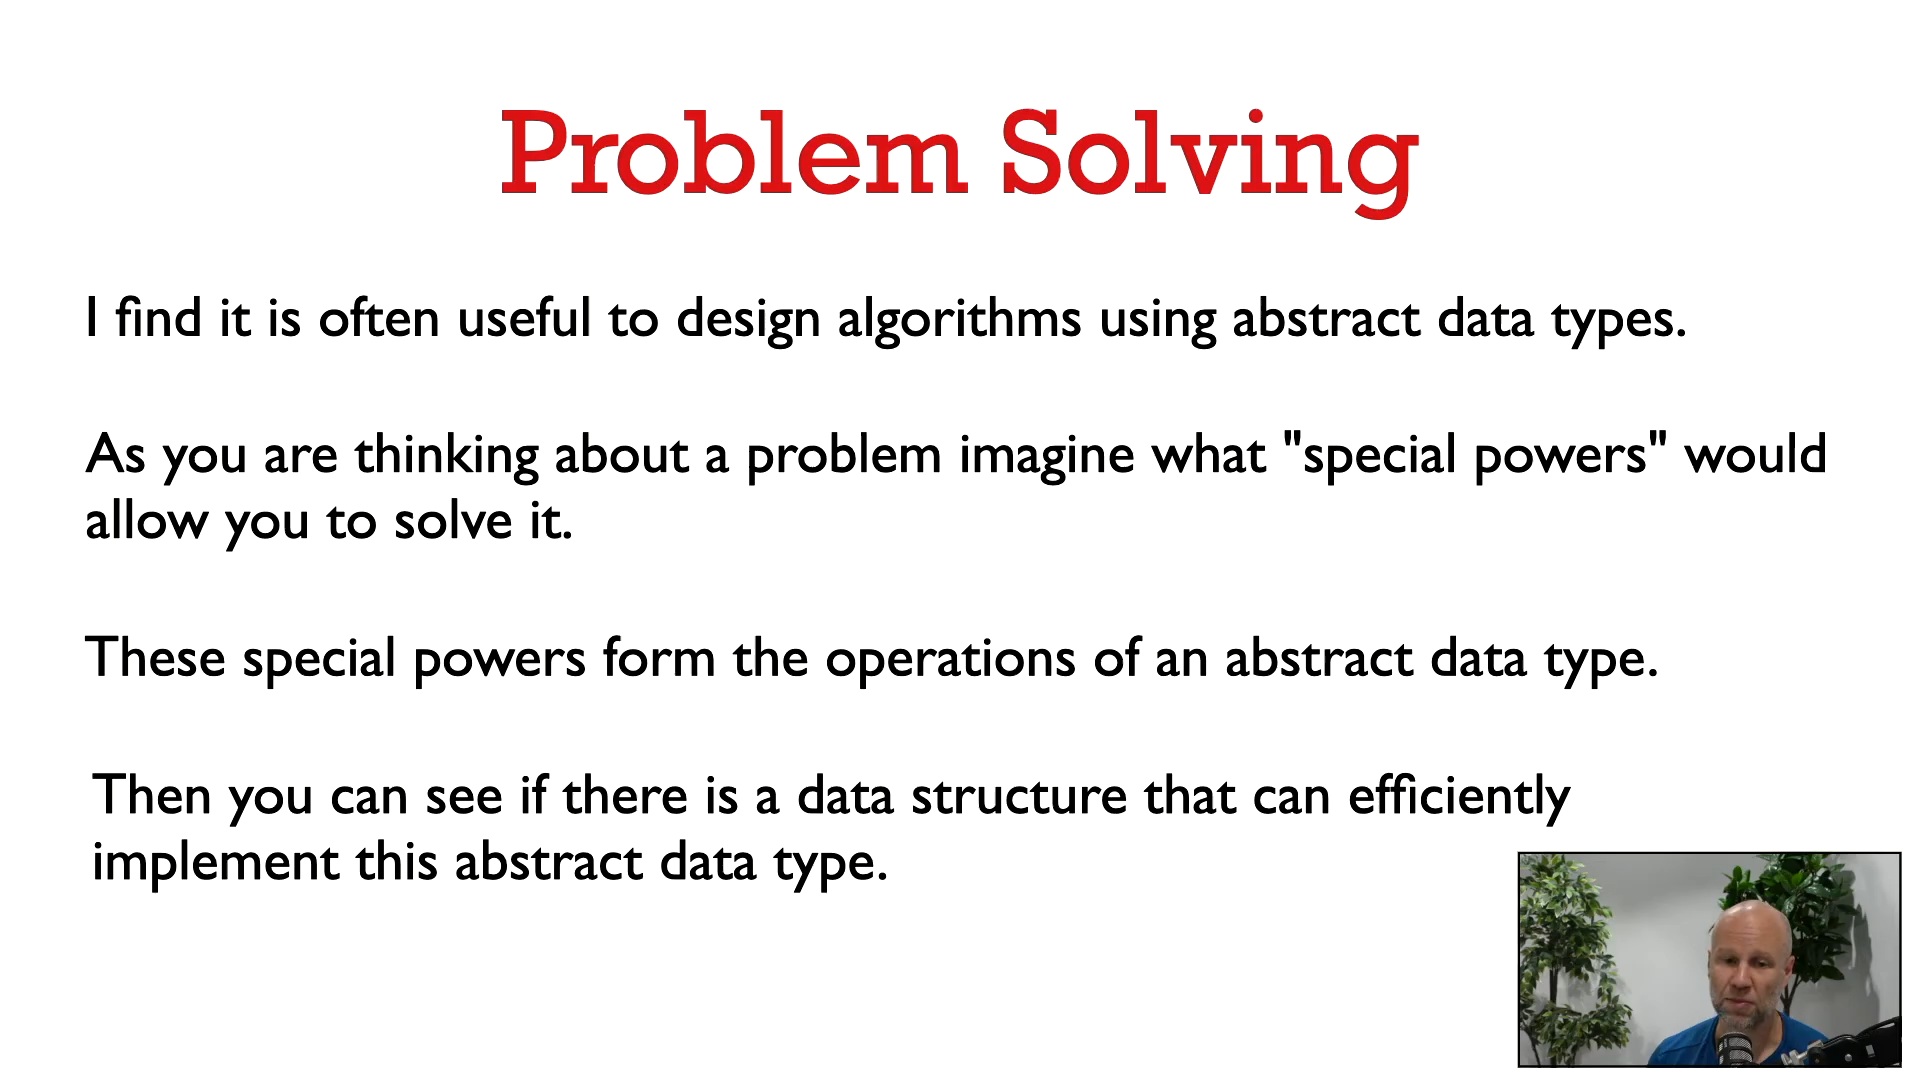 Problem Solving
I find it is often useful to design algorithms using abstract data types.
As you are thinking about a problem imagine what "special powers" would
allow you to solve it.
These special powers form the operations of an abstract data type.
Then you can see if there is a data structure that can efficiently
implement this abstract data type.